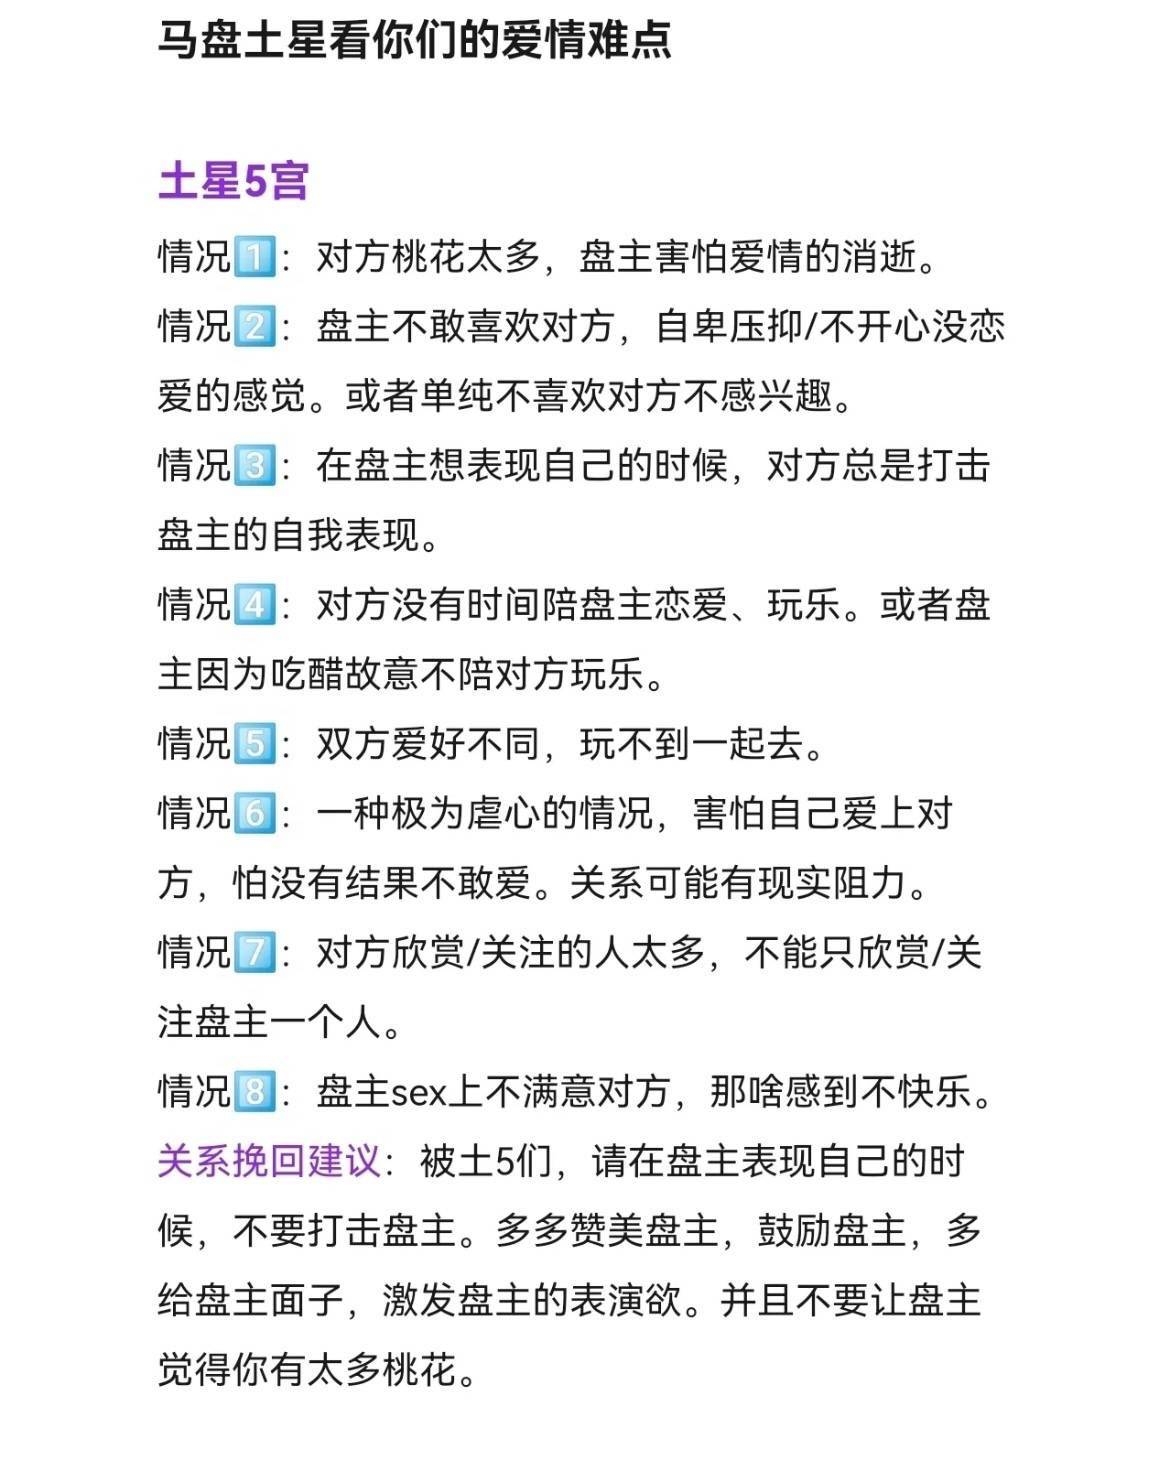 马盘土星看你们的爱情难点
土星5宫
情况1️⃣：对方桃花太多，盘主害怕爱情的消逝。
情况2️⃣：盘主不敢喜欢对方，自卑压抑/不开心没恋
爱的感觉。或者单纯不喜欢对方不感兴趣。
情况3️⃣：在盘主想表现自己的时候，对方总是打击
盘主的自我表现。
情况4️⃣：对方没有时间陪盘主恋爱、玩乐。或者盘
主因为吃醋故意不陪对方玩乐。
情况5️⃣：双方爱好不同，玩不到一起去。
情况6️⃣：一种极为虐心的情况，害怕自己爱上对
方，怕没有结果不敢爱。关系可能有现实阻力。
情况7️⃣：对方欣赏/关注的人太多，不能只欣赏/关
注盘主一个人。
情况8️⃣：盘主sex上不满意对方，那啥感到不快乐。
关系挽回建议：被土5们，请在盘主表现自己的时
候，不要打击盘主。多多赞美盘主，鼓励盘主，多
给盘主面子，激发盘主的表演欲。并且不要让盘主
觉得你有太多桃花。